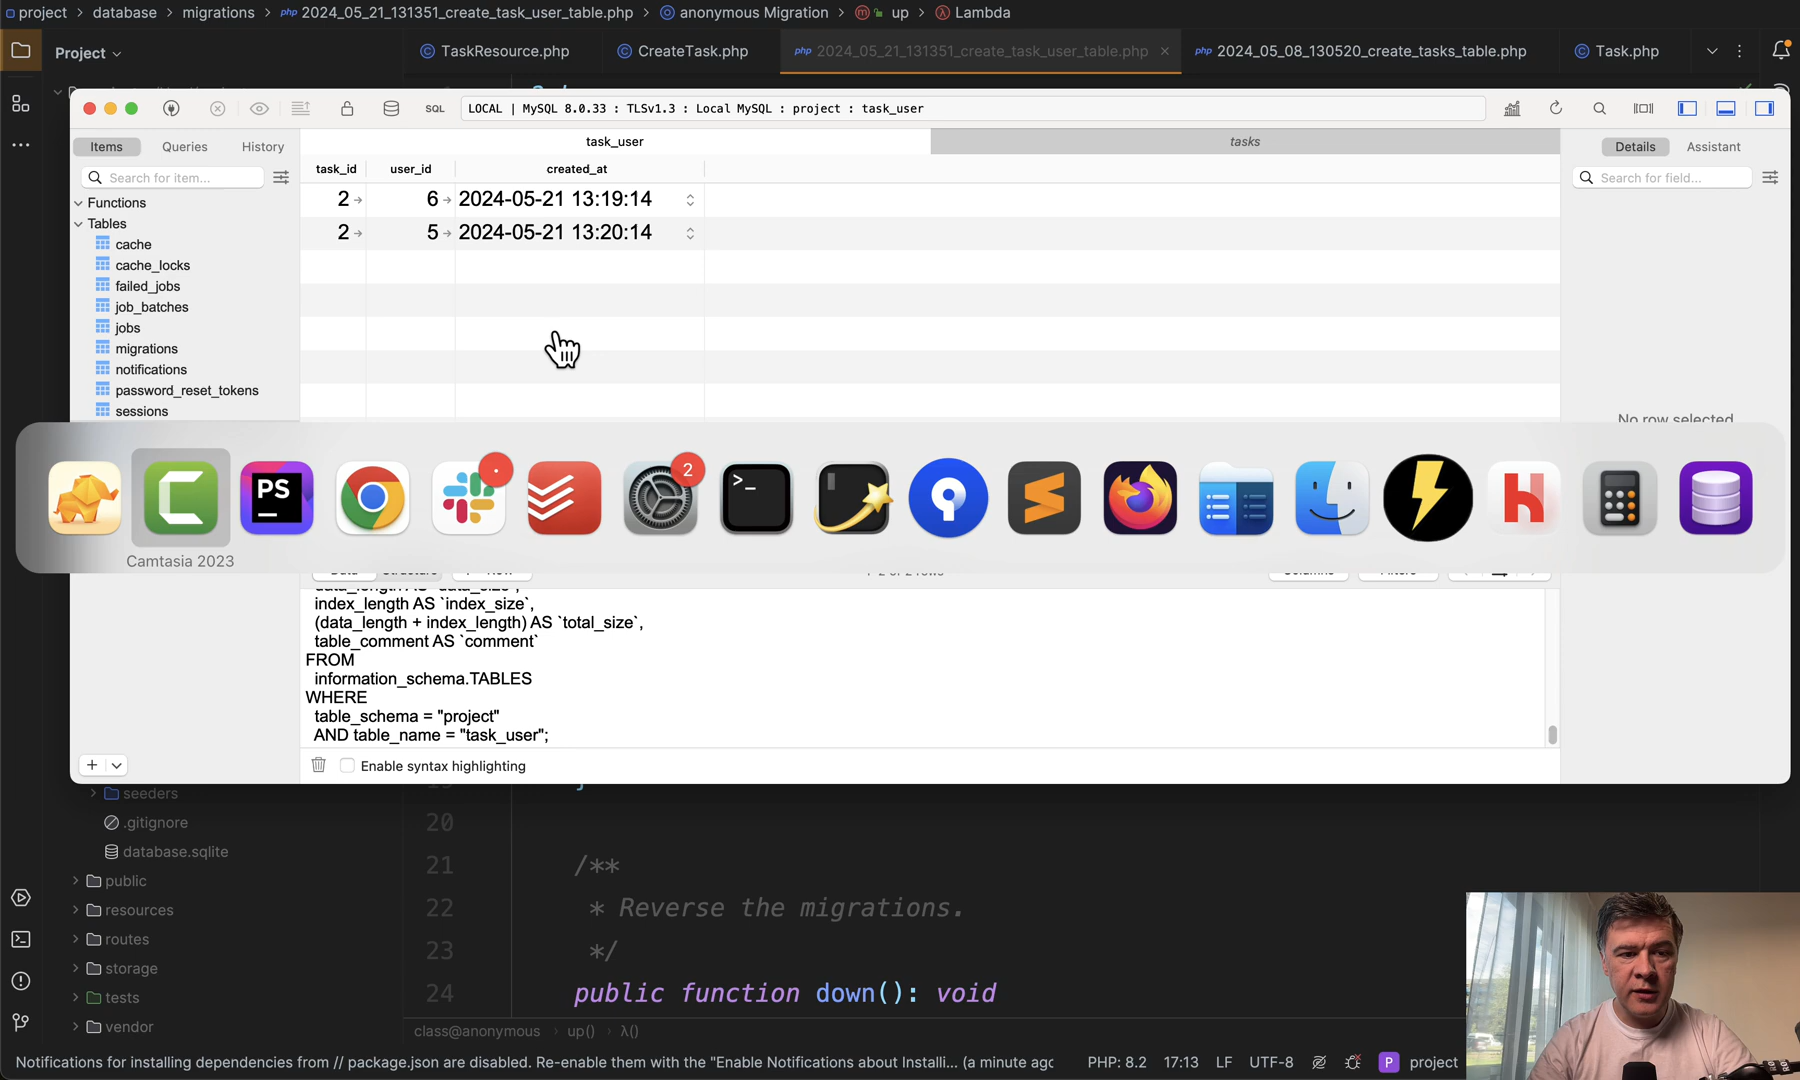 project > database > migrations > php 2024_05_21_131351_create_task_user_table.php > anonymous Migration > m up > λ Lambda
Project
TaskResource.php
CreateTask.php
php 2024_05_21_131351_create_task_user_table.php
php 2024_05_08_130520_create_tasks_table.php
Task.php
SQL
LOCAL | MySQL 8.0.33 : TLSv1.3 : Local MySQL : project : task_user
Items
Queries
History
task_user
tasks
Details
Assistant
Search for item...
task_id
user_id
created_at
Search for field...
Functions
2
6
2024-05-21 13:19:14
Tables
2
5
2024-05-21 13:20:14
cache
cache_locks
failed_jobs
job_batches
jobs
migrations
notifications
password_reset_tokens
sessions
No row selected
PS
2
Camtasia 2023
index_length AS `index_size`,
(data_length + index_length) AS `total_size`,
table_comment AS `comment`
FROM
information_schema.TABLES
WHERE
table_schema = "project"
AND table_name = "task_user";
Enable syntax highlighting
seeders
.gitignore
database.sqlite
public
resources
routes
storage
tests
vendor
20
21 /**
22 * Reverse the migrations.
23 */
24 public function down(): void
class@anonymous > up() > λ()
Notifications for installing dependencies from // package.json are disabled. Re-enable them with the "Enable Notifications about Installi... (a minute ago
PHP: 8.2
17:13
LF
UTF-8
P
project